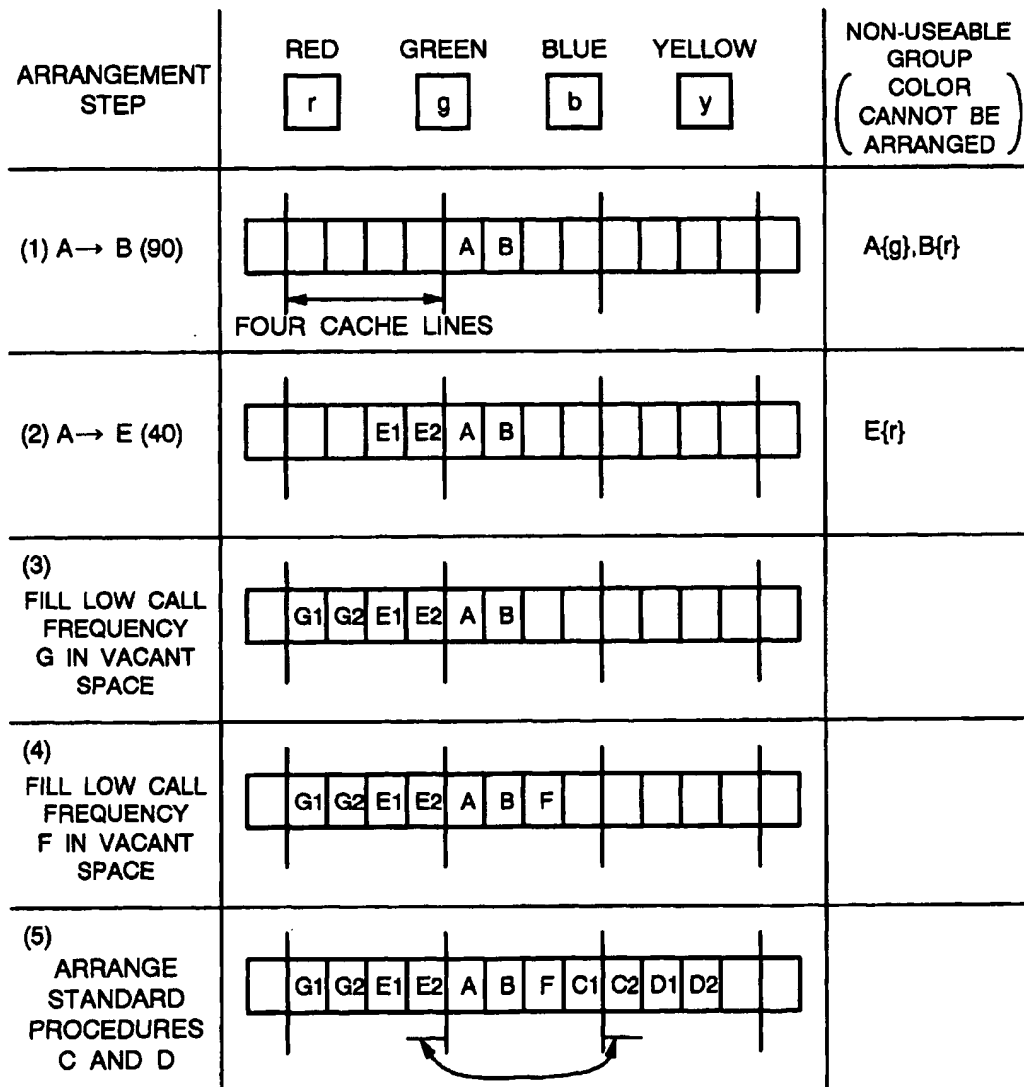 ARRANGEMENT
STEP
RED GREEN BLUE YELLOW
r g b y
NON-USEABLE
GROUP
( COLOR
CANNOT BE
ARRANGED )
(1) A→ B (90)
A B
FOUR CACHE LINES
A{g},B{r}
(2) A→ E (40)
E1 E2 A B
E{r}
(3)
FILL LOW CALL
FREQUENCY
G IN VACANT
SPACE
G1 G2 E1 E2 A B
(4)
FILL LOW CALL
FREQUENCY
F IN VACANT
SPACE
G1 G2 E1 E2 A B F
(5)
ARRANGE
STANDARD
PROCEDURES
C AND D
G1 G2 E1 E2 A B F C1 C2 D1 D2